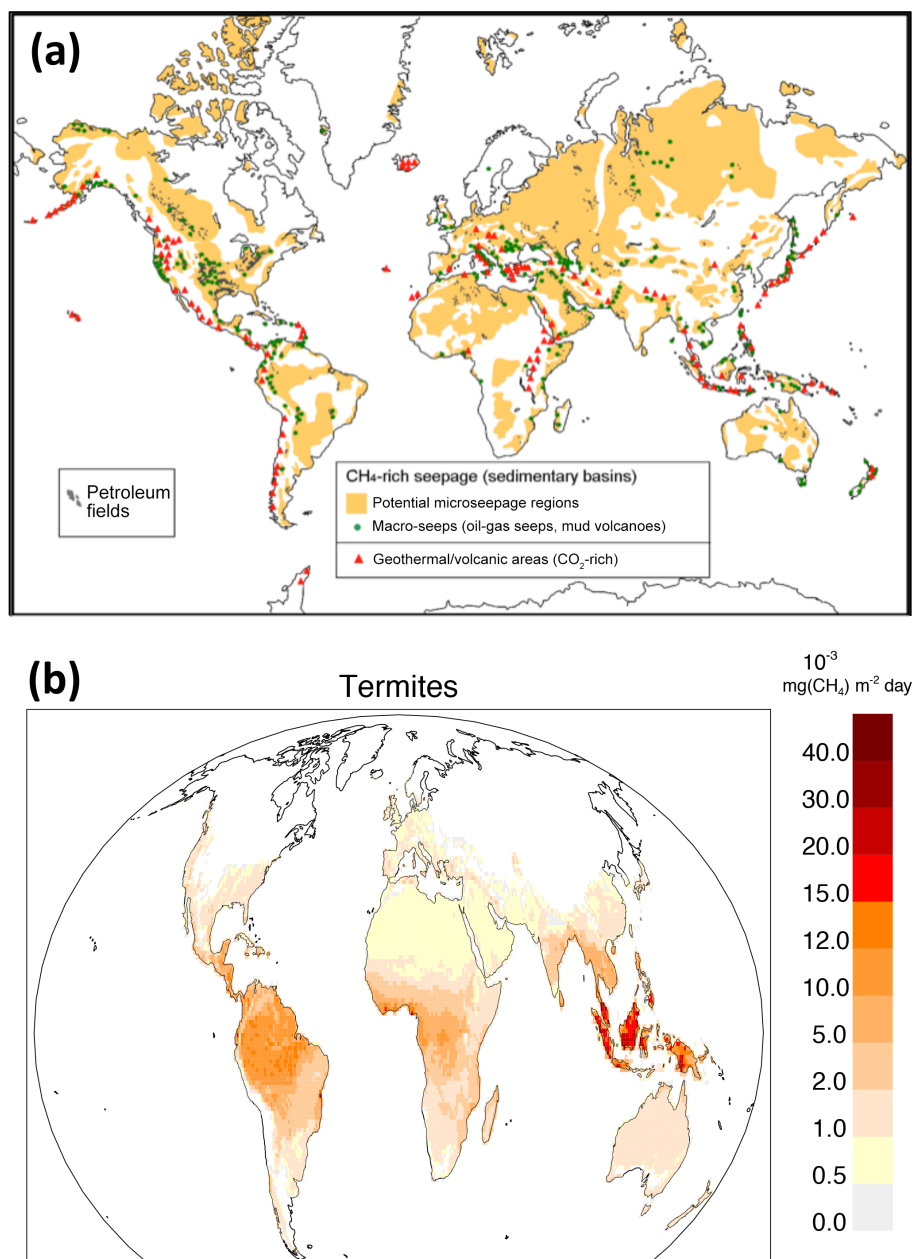 (a)
Petroleum
fields
CH₄-rich seepage (sedimentary basins)
Potential microseepage regions
Macro-seeps (oil-gas seeps, mud volcanoes)
Geothermal/volcanic areas (CO₂-rich)
(b)
Termites
10⁻³
mg(CH₄) m⁻² day
40.0
30.0
20.0
15.0
12.0
10.0
5.0
2.0
1.0
0.5
0.0